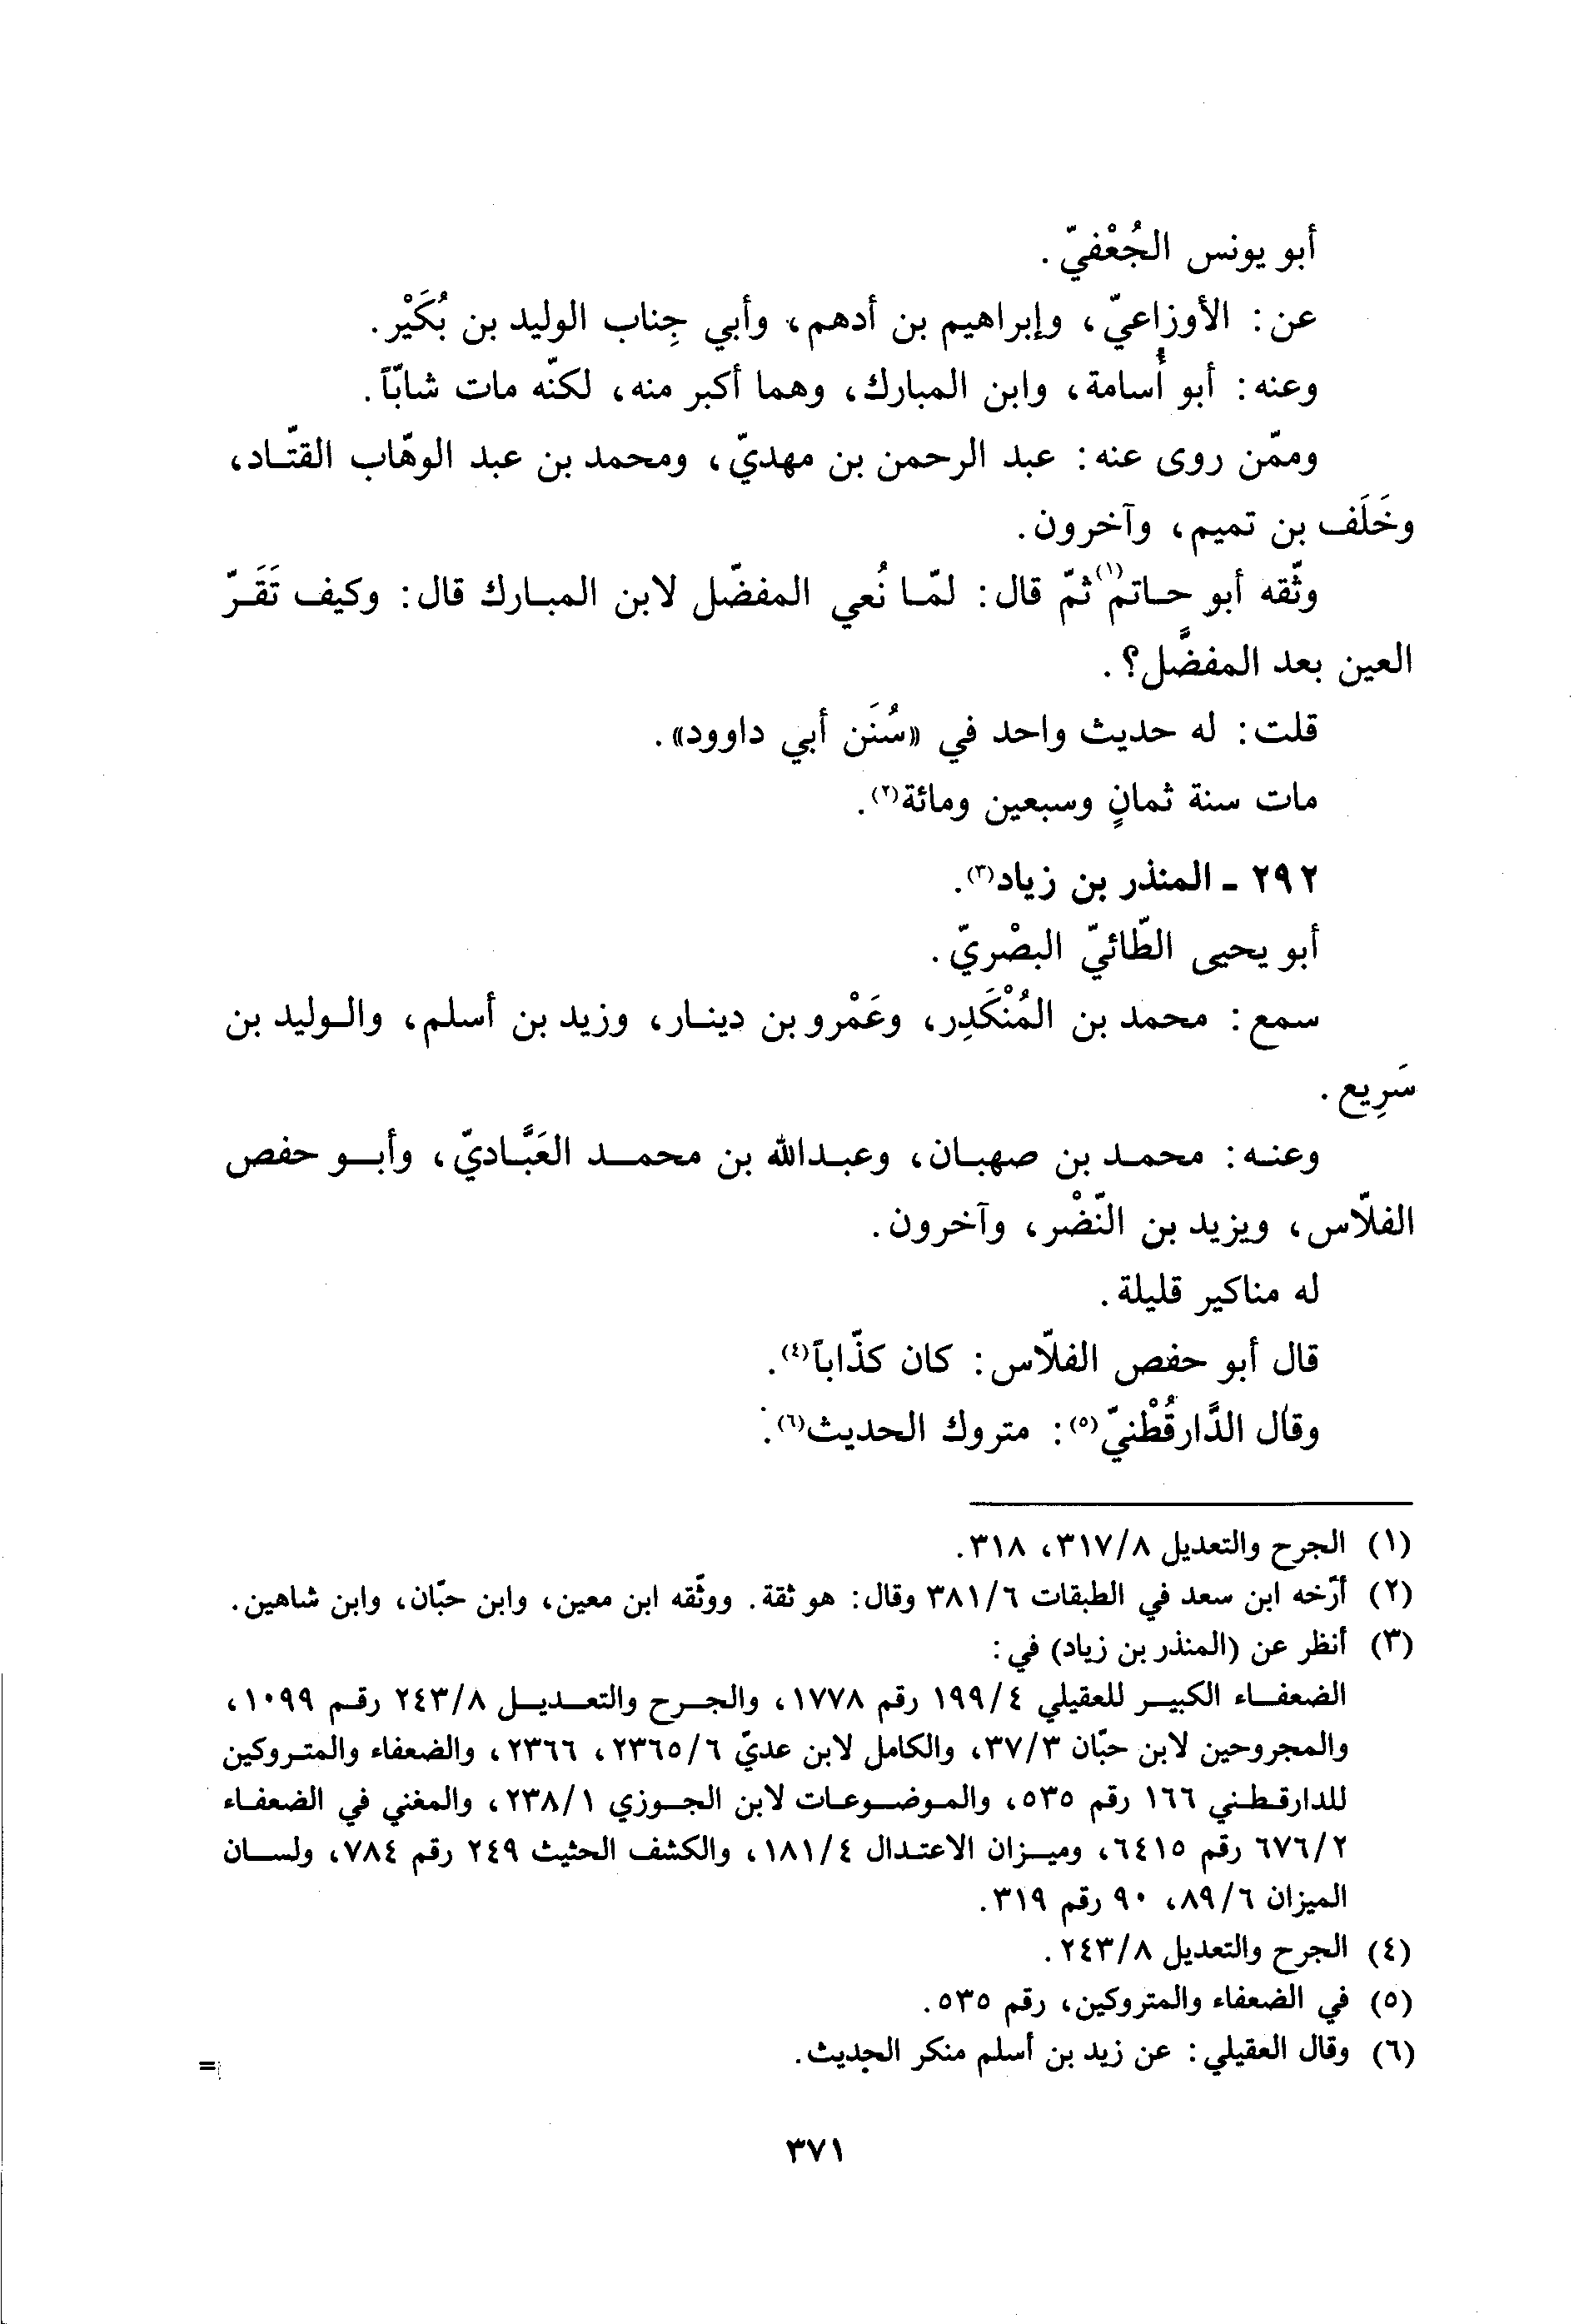 أبو يونس الجُعْفيّ.
عن: الأوزاعيّ، وإبراهيم بن أدهم، وأبي جِناب الوليد بن بُكَيْر.
وعنه: أبو أُسامة، وابن المبارك، وهما أكبر منه، لكنّه مات شابّاً.
وممّن روى عنه: عبد الرحمن بن مهديّ، ومحمد بن عبد الوهّاب القتّاد،
وخَلَف بن تميم، وآخرون.
وثّقه أبو حاتم(١) ثمّ قال: لمّا نُعي المفضّل لابن المبارك قال: وكيف تَقَرّ
العين بعد المفضَّل؟.
قلت: له حديث واحد في «سُنَن أبي داوود».
مات سنة ثمانٍ وسبعين ومائة(٢).
٢٩٢ - المنذر بن زياد(٣).
أبو يحيى الطّائيّ البصْريّ.
سمع: محمد بن المُنْكَدِر، وعَمْرو بن دينار، وزيد بن أسلم، والوليد بن
سَرِيع.
وعنه: محمد بن صهبان، وعبدالله بن محمد العَبَّاديّ، وأبو حفص
الفلّاس، ويزيد بن النّضْر، وآخرون.
له مناكير قليلة.
قال أبو حفص الفلّاس: كان كذّاباً(٤).
وقال الدَّارقُطْنيّ(٥): متروك الحديث(٦).
(١) الجرح والتعديل ٣١٧/٨، ٣١٨.
(٢) أرّخه ابن سعد في الطبقات ٣٨١/٦ وقال: هو ثقة. ووثّقه ابن معين، وابن حبّان، وابن شاهين.
(٣) أنظر عن (المنذر بن زياد) في:
الضعفاء الكبير للعقيلي ١٩٩/٤ رقم ١٧٧٨، والجرح والتعديل ٢٤٣/٨ رقم ١٠٩٩،
والمجروحين لابن حبّان ٣٧/٣، والكامل لابن عديّ ٢٣٦٥/٦، ٢٣٦٦، والضعفاء والمتروكين
للدارقطني ١٦٦ رقم ٥٣٥، والموضوعات لابن الجوزي ٢٣٨/١، والمغني في الضعفاء
٦٧٦/٢ رقم ٦٤١٥، وميزان الاعتدال ١٨١/٤، والكشف الحثيث ٢٤٩ رقم ٧٨٤، ولسان
الميزان ٨٩/٦، ٩٠ رقم ٣١٩.
(٤) الجرح والتعديل ٢٤٣/٨.
(٥) في الضعفاء والمتروكين، رقم ٥٣٥.
(٦) وقال العقيلي: عن زيد بن أسلم منكر الحديث.
=
٣٧١